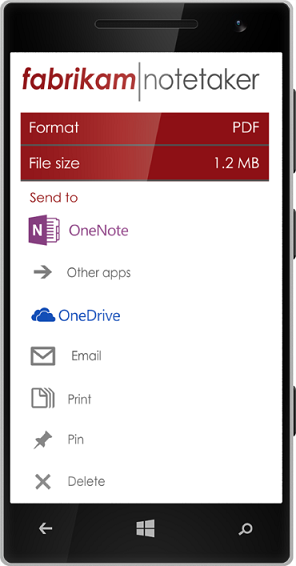 fabrikam|notetaker
Format PDF
File size 1.2 MB
Send to
N OneNote
Other apps
OneDrive
Email
Print
Pin
Delete